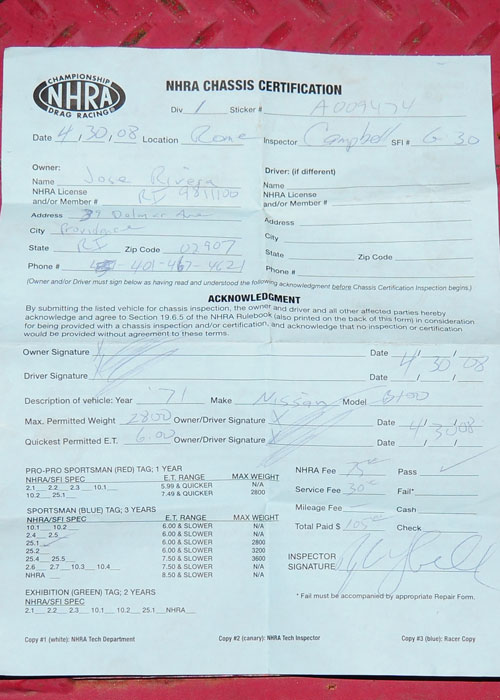 CHAMPIONSHIP
NHRA
DRAG RACING
NHRA CHASSIS CERTIFICATION
Div 1 Sticker # A009474
Date 4/30/08 Location Rome Inspector Campbell SFI # G 30
Owner: Driver: (if different)
Name Jose Rivera Name
NHRA License NHRA License
and/or Member # RI 9811100 and/or Member #
Address 39 Delmar Ave Address
City Providence City
State RI Zip Code 02907 State Zip Code
Phone # 401-467-4621 Phone #
(Owner and/or Driver must sign below as having read and understood the following acknowledgment before Chassis Certification Inspection begins.)
ACKNOWLEDGMENT
By submitting the listed vehicle for chassis inspection, the owner and driver and all other affected parties hereby
acknowledge and agree to Section 19.6.5 of the NHRA Rulebook (also printed on the back of this form) in consideration
for being provided with a chassis inspection and/or certification, and acknowledge that no inspection or certification
would be provided without agreement to these terms.
Owner Signature X Date 4/30/08
Driver Signature Date / /
Description of vehicle: Year '71 Make Nissan Model B100
Max. Permitted Weight 2800 Owner/Driver Signature X Date 4/30/08
Quickest Permitted E.T. 6.00 Owner/Driver Signature X Date / /
PRO-PRO SPORTSMAN (RED) TAG; 1 YEAR NHRA Fee 75 Pass ✓
NHRA/SFI SPEC E.T. RANGE MAX WEIGHT
2.1 2.2 2.3 10.1 5.99 & QUICKER N/A
10.2 25.1 7.49 & QUICKER 2800
Service Fee 30 Fail*
SPORTSMAN (BLUE) TAG; 3 YEARS Mileage Fee Cash
NHRA/SFI SPEC E.T. RANGE MAX WEIGHT
10.1 10.2 6.00 & SLOWER N/A
Total Paid $ 105 Check
2.4 2.5 6.00 & SLOWER N/A
25.1 6.00 & SLOWER 2800
25.2 6.00 & SLOWER 3200
25.4 25.5 7.50 & SLOWER 3600
2.6 2.7 10.3 10.4 7.50 & SLOWER N/A
NHRA 8.50 & SLOWER N/A
INSPECTOR
SIGNATURE
EXHIBITION (GREEN) TAG; 2 YEARS
NHRA/SFI SPEC
2.1 2.2 2.3 10.1 10.2 25.1 NHRA
* Fail must be accompanied by appropriate Repair Form.
Copy #1 (white): NHRA Tech Department Copy #2 (canary): NHRA Tech Inspector Copy #3 (blue): Racer Copy